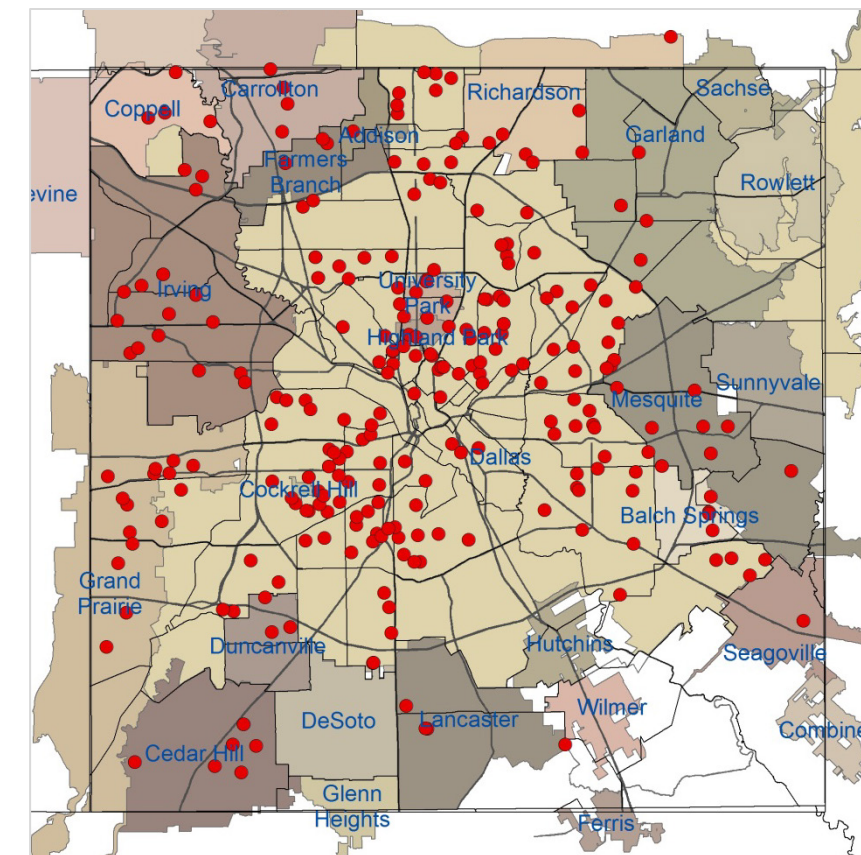 Sachse
Carrollton
Richardson
Coppell
Addison
Garland
Farmers
Branch
Rowlett
evine
University
Park
Irving
Highland Park
Sunnyvale
Mesquite
Dallas
Cockrell Hill
Balch Springs
Grand
Prairie
Hutchins
Duncanville
Seagoville
Wilmer
DeSoto
Lancaster
Combine
Cedar Hill
Glenn
Heights
Ferris